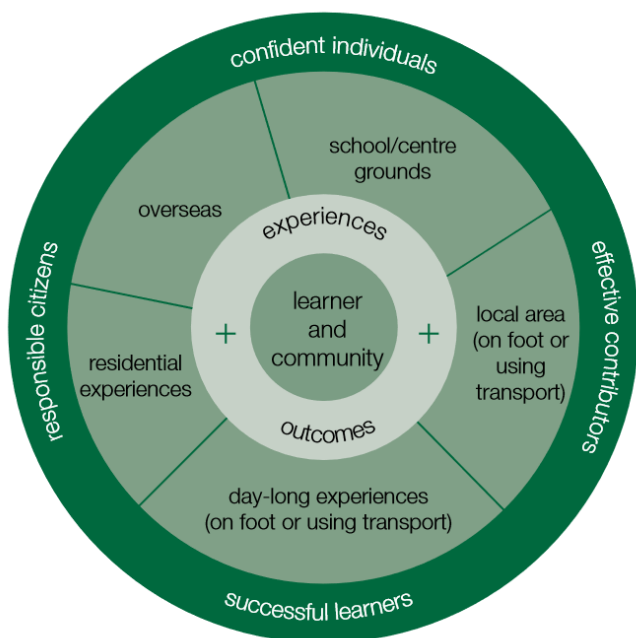 confident individuals
school/centre
grounds
overseas
experiences
responsible citizens
effective contributors
learner
and
community
+
+
local area
(on foot or
using
transport)
residential
experiences
outcomes
day-long experiences
(on foot or using transport)
successful learners